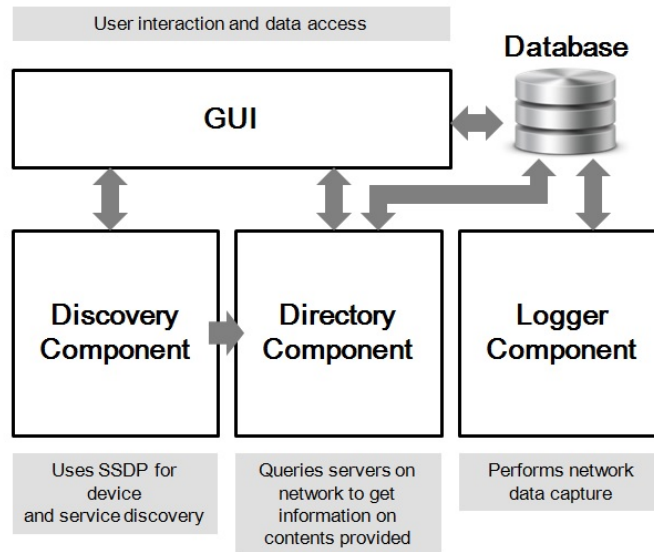 User interaction and data access
Database
GUI
Discovery
Component
Directory
Component
Logger
Component
Uses SSDP for
device
and service discovery
Queries servers on
network to get
information on
contents provided
Performs network
data capture